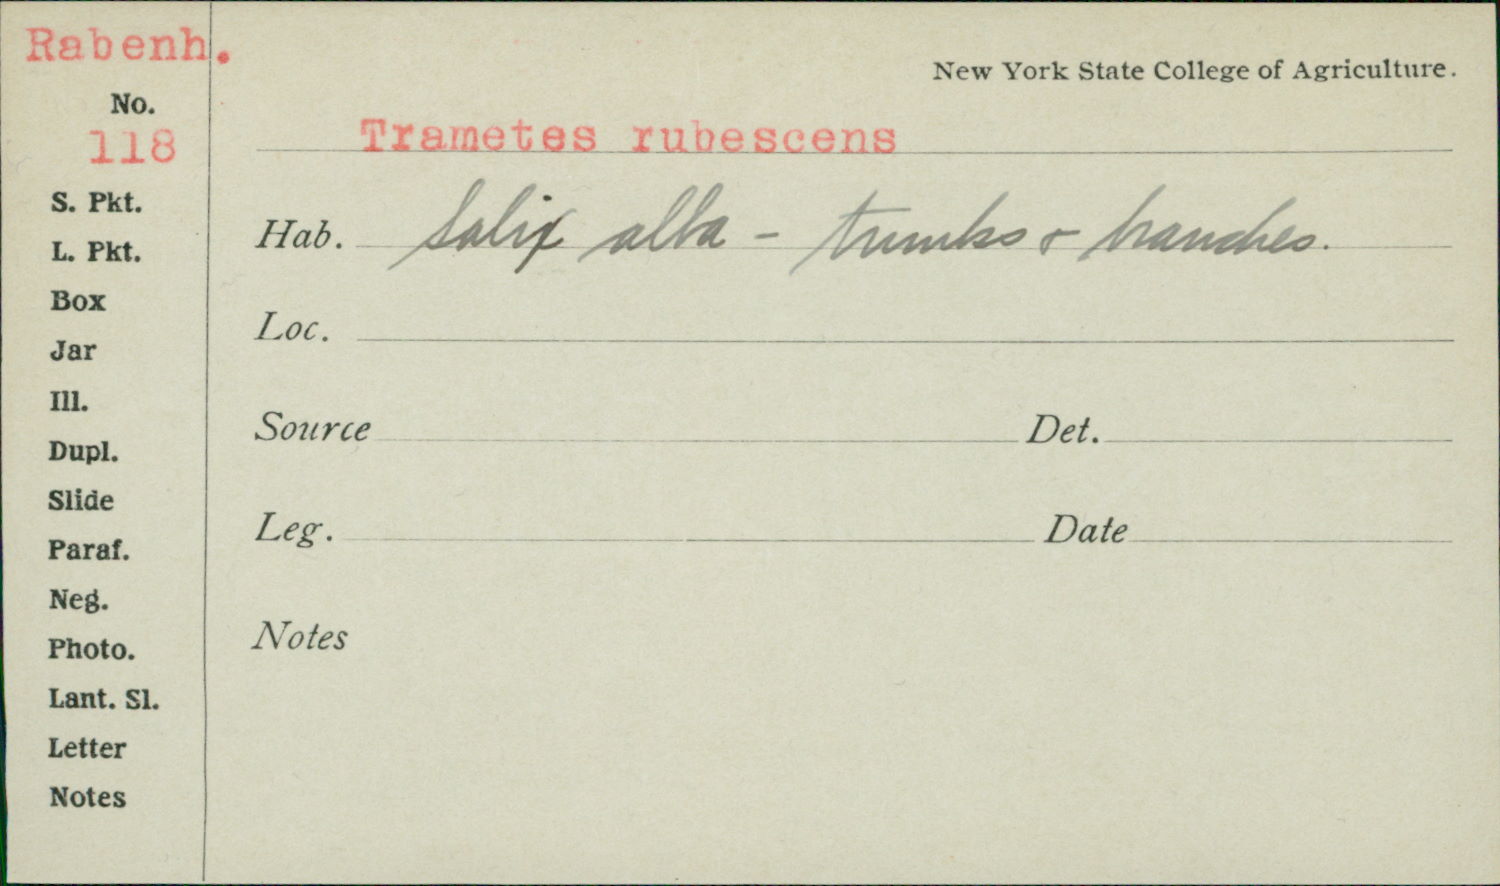 Rabenh.
New York State College of Agriculture.
No.
118
Trametes rubescens
S. Pkt.
Hab. Salix alba - trunks & branches.
L. Pkt.
Box
Loc.
Jar
Ill.
Source Det.
Dupl.
Slide
Leg. Date
Paraf.
Neg.
Notes
Photo.
Lant. Sl.
Letter
Notes